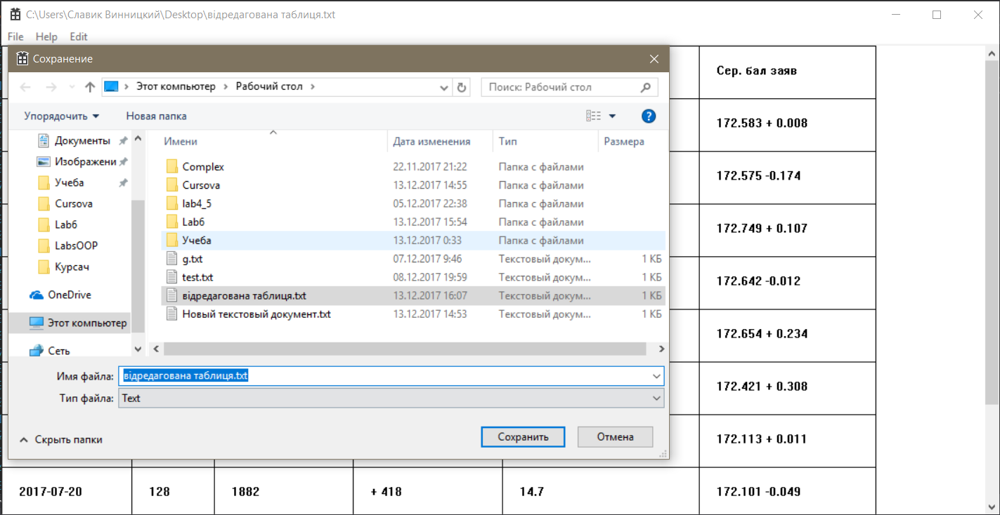 C:\Users\Славик Винницкий\Desktop\відредагована таблиця.txt
File Help Edit
Сохранение
Этот компьютер Рабочий стол
Поиск: Рабочий стол
Упорядочить Новая папка
Документы
Изображени
Учеба
Cursova
Lab6
LabsOOP
Курсач
OneDrive
Этот компьютер
Сеть
Имени Дата изменения Тип Размера
Complex 22.11.2017 21:22 Папка с файлами
Cursova 13.12.2017 14:55 Папка с файлами
lab4_5 05.12.2017 22:38 Папка с файлами
Lab6 13.12.2017 15:54 Папка с файлами
Учеба 13.12.2017 0:33 Папка с файлами
g.txt 07.12.2017 9:46 Текстовый докум... 1 КБ
test.txt 08.12.2017 19:59 Текстовый докум... 1 КБ
відредагована таблиця.txt 13.12.2017 16:07 Текстовый докум... 1 КБ
Новый текстовый документ.txt 13.12.2017 14:53 Текстовый докум... 1 КБ
Имя файла: відредагована таблиця.txt
Тип файла: Text
Скрыть папки Сохранить Отмена
Сер. бал заяв
172.583 + 0.008
172.575 -0.174
172.749 + 0.107
172.642 -0.012
172.654 + 0.234
172.421 + 0.308
172.113 + 0.011
2017-07-20 128 1882 + 418 14.7 172.101 -0.049